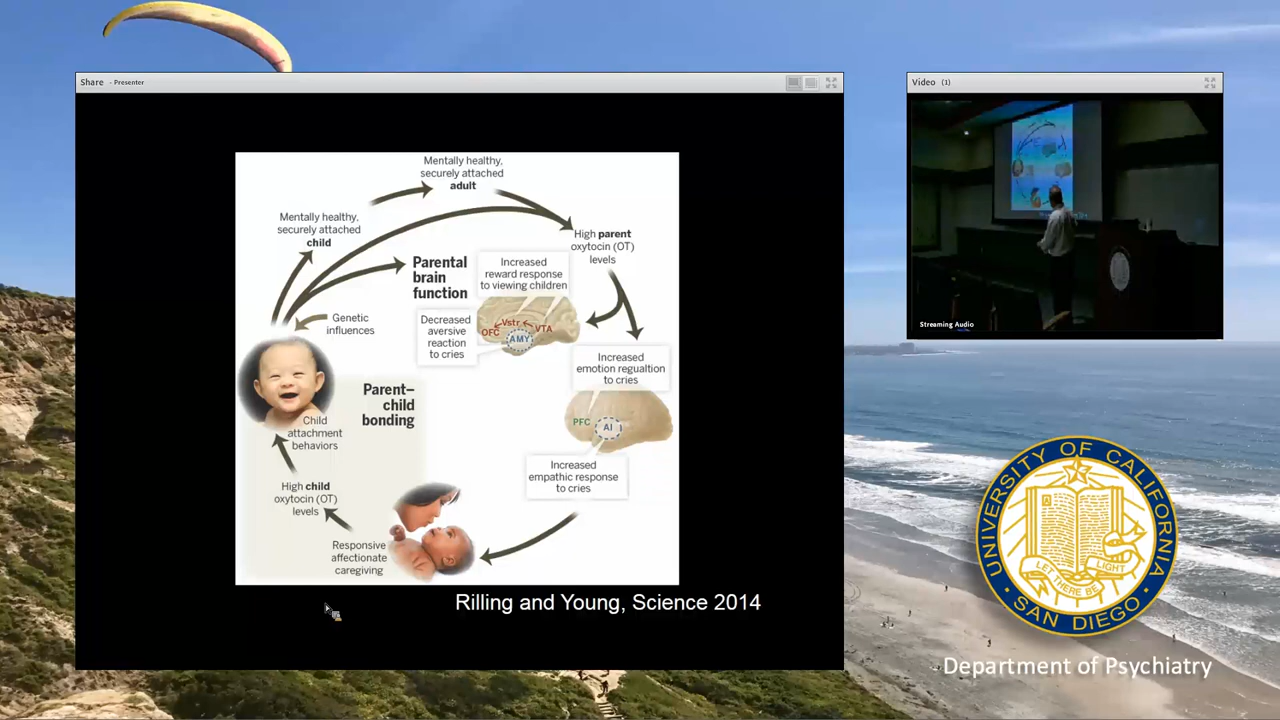 Share - Presenter
Mentally healthy,
securely attached
adult
Mentally healthy,
securely attached
child
High parent
oxytocin (OT)
levels
Parental
brain
function
Increased
reward response
to viewing children
Genetic
influences
Decreased
aversive
reaction
to cries
OFC
Vstr
VTA
AMY
Increased
emotion regualtion
to cries
Parent–
child
bonding
PFC
AI
Child
attachment
behaviors
Increased
empathic response
to cries
High child
oxytocin (OT)
levels
Responsive
affectionate
caregiving
Rilling and Young, Science 2014
Video (1)
Streaming Audio
UNIVERSITY OF CALIFORNIA
SAN DIEGO
LET THERE BE LIGHT
Department of Psychiatry